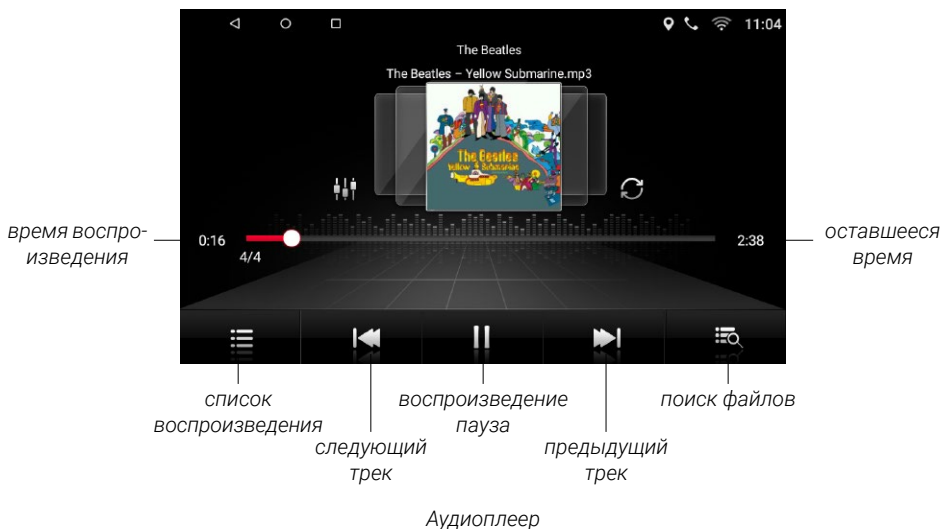 11:04
The Beatles
The Beatles – Yellow Submarine.mp3
The Beatles
Yellow Submarine
время воспро-
изведения
0:16
2:38
оставшееся
время
4/4
список
воспроизведения
воспроизведение
пауза
поиск файлов
следующий
трек
предыдущий
трек
Аудиоплеер